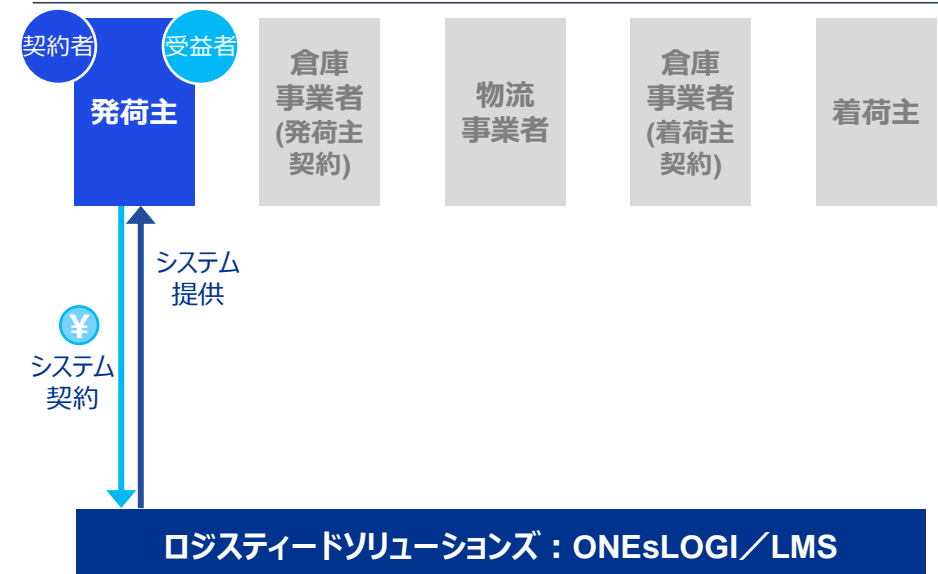 契約者
受益者
発荷主
倉庫
事業者
(発荷主
契約)
物流
事業者
倉庫
事業者
(着荷主
契約)
着荷主
システム
提供
¥
システム
契約
ロジスティードソリューションズ：ONEsLOGI／LMS